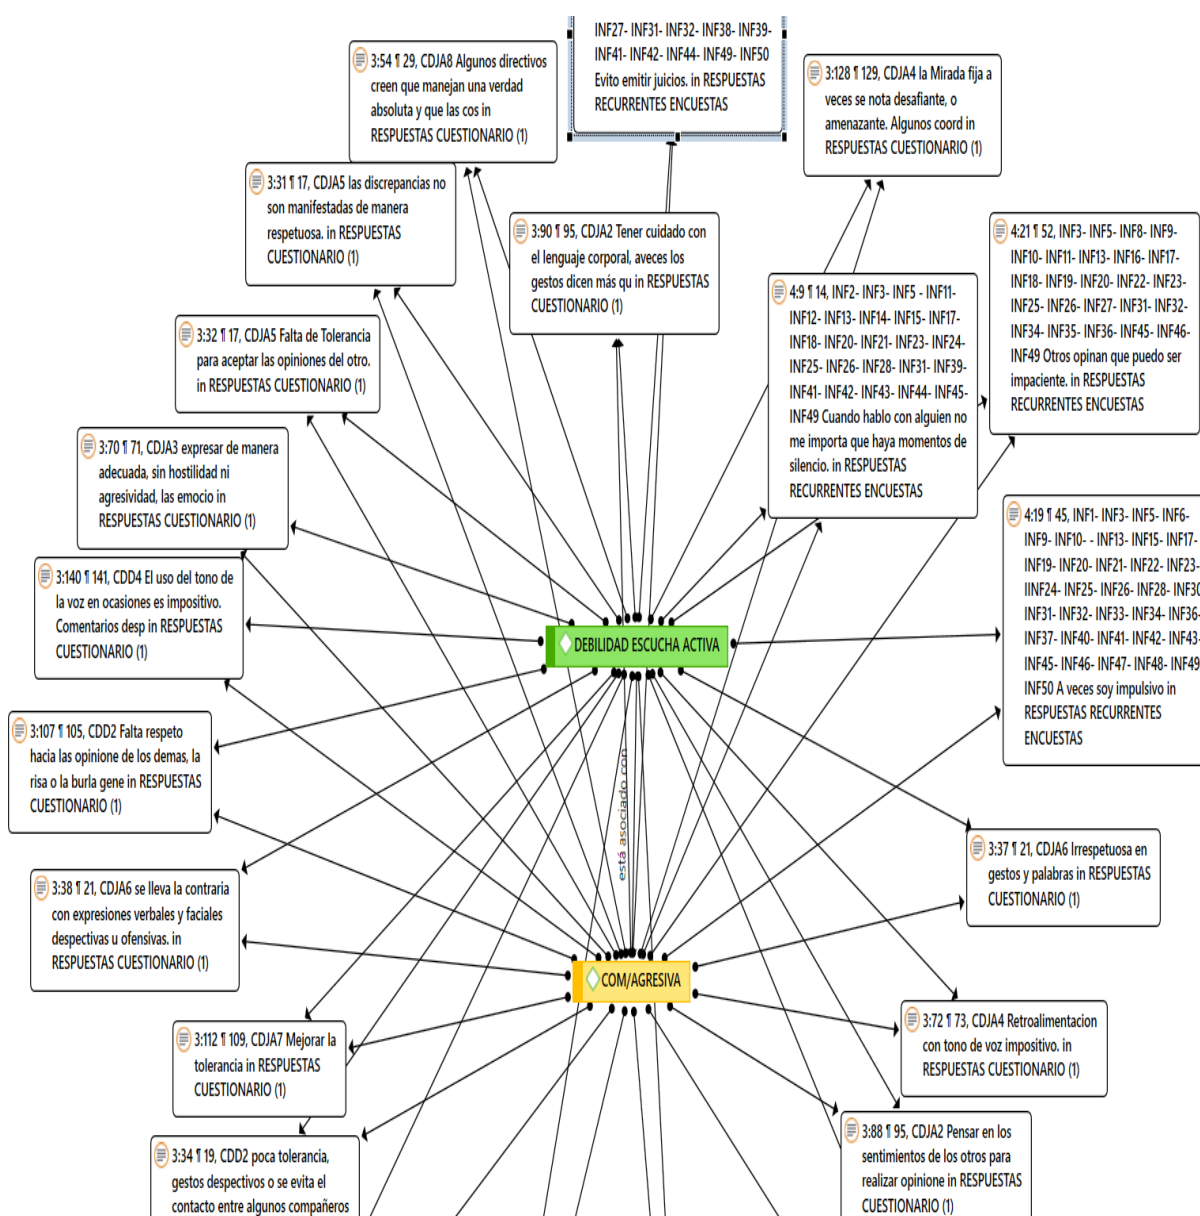 INF27- INF31- INF32- INF38- INF39-
INF41- INF42- INF44- INF49- INF50
Evito emitir juicios. in RESPUESTAS
RECURRENTES ENCUESTAS
3:54 ¶ 29, CDJA8 Algunos directivos
creen que manejan una verdad
absoluta y que las cos in
RESPUESTAS CUESTIONARIO (1)
3:128 ¶ 129, CDJA4 la Mirada fija a
veces se nota desafiante, o
amenazante. Algunos coord in
RESPUESTAS CUESTIONARIO (1)
3:31 ¶ 17, CDJA5 las discrepancias no
son manifestadas de manera
respetuosa. in RESPUESTAS
CUESTIONARIO (1)
3:90 ¶ 95, CDJA2 Tener cuidado con
el lenguaje corporal, aveces los
gestos dicen más qu in RESPUESTAS
CUESTIONARIO (1)
4:21 ¶ 52, INF3- INF5- INF8- INF9-
INF10- INF11- INF13- INF16- INF17-
INF18- INF19- INF20- INF22- INF23-
INF25- INF26- INF27- INF31- INF32-
INF34- INF35- INF36- INF45- INF46-
INF49 Otros opinan que puedo ser
impaciente. in RESPUESTAS
RECURRENTES ENCUESTAS
4:9 ¶ 14, INF2- INF3- INF5 - INF11-
INF12- INF13- INF14- INF15- INF17-
INF18- INF20- INF21- INF23- INF24-
INF25- INF26- INF28- INF31- INF39-
INF41- INF42- INF43- INF44- INF45-
INF49 Cuando hablo con alguien no
me importa que haya momentos de
silencio. in RESPUESTAS
RECURRENTES ENCUESTAS
3:32 ¶ 17, CDJA5 Falta de Tolerancia
para aceptar las opiniones del otro.
in RESPUESTAS CUESTIONARIO (1)
3:70 ¶ 71, CDJA3 expresar de manera
adecuada, sin hostilidad ni
agresividad, las emocio in
RESPUESTAS CUESTIONARIO (1)
4:19 ¶ 45, INF1- INF3- INF5- INF6-
INF9- INF10- - INF13- INF15- INF17-
INF19- INF20- INF21- INF22- INF23-
IINF24- INF25- INF26- INF28- INF30
INF31- INF32- INF33- INF34- INF36-
INF37- INF40- INF41- INF42- INF43-
INF45- INF46- INF47- INF48- INF49
INF50 A veces soy impulsivo in
RESPUESTAS RECURRENTES
ENCUESTAS
3:140 ¶ 141, CDD4 El uso del tono de
la voz en ocasiones es impositivo.
Comentarios desp in RESPUESTAS
CUESTIONARIO (1)
DEBILIDAD ESCUCHA ACTIVA
3:107 ¶ 105, CDD2 Falta respeto
hacia las opinione de los demas, la
risa o la burla gene in RESPUESTAS
CUESTIONARIO (1)
está asociado con
3:37 ¶ 21, CDJA6 Irrespetuosa en
gestos y palabras in RESPUESTAS
CUESTIONARIO (1)
3:38 ¶ 21, CDJA6 se lleva la contraria
con expresiones verbales y faciales
despectivas u ofensivas. in
RESPUESTAS CUESTIONARIO (1)
COM/AGRESIVA
3:72 ¶ 73, CDJA4 Retroalimentacion
con tono de voz impositivo. in
RESPUESTAS CUESTIONARIO (1)
3:112 ¶ 109, CDJA7 Mejorar la
tolerancia in RESPUESTAS
CUESTIONARIO (1)
3:88 ¶ 95, CDJA2 Pensar en los
sentimientos de los otros para
realizar opinione in RESPUESTAS
CUESTIONARIO (1)
3:34 ¶ 19, CDD2 poca tolerancia,
gestos despectivos o se evita el
contacto entre algunos compañeros